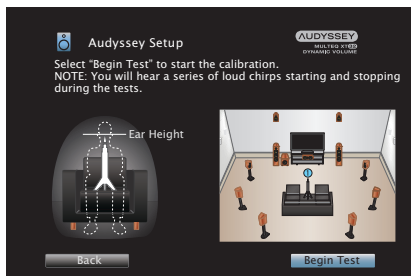 Audyssey Setup
AUDYSSEY
MULTEQ XT32
DYNAMIC VOLUME
Select “Begin Test” to start the calibration.
NOTE: You will hear a series of loud chirps starting and stopping
during the tests.
Ear Height
Back
Begin Test